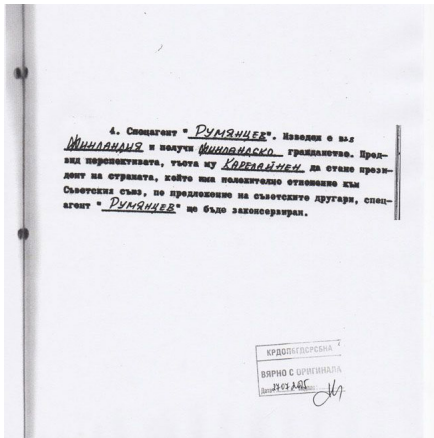 4. Спецагент "РУМЯНЦЕВ". Изведен е във
ФИНЛАНДИЯ и получи ФИНЛАНДСКО гражданство. Пред-
вид перспективата, тъста му КАРЕЛАЙНЕН да стане прези-
дент на страната, който има положително отношение към
Съветския съюз, по предложение на съветските другари, спец-
агент "РУМЯНЦЕВ" ще бъде законсервиран.
КРДОПБГДСРСБНА
ВЯРНО С ОРИГИНАЛА
Дата: